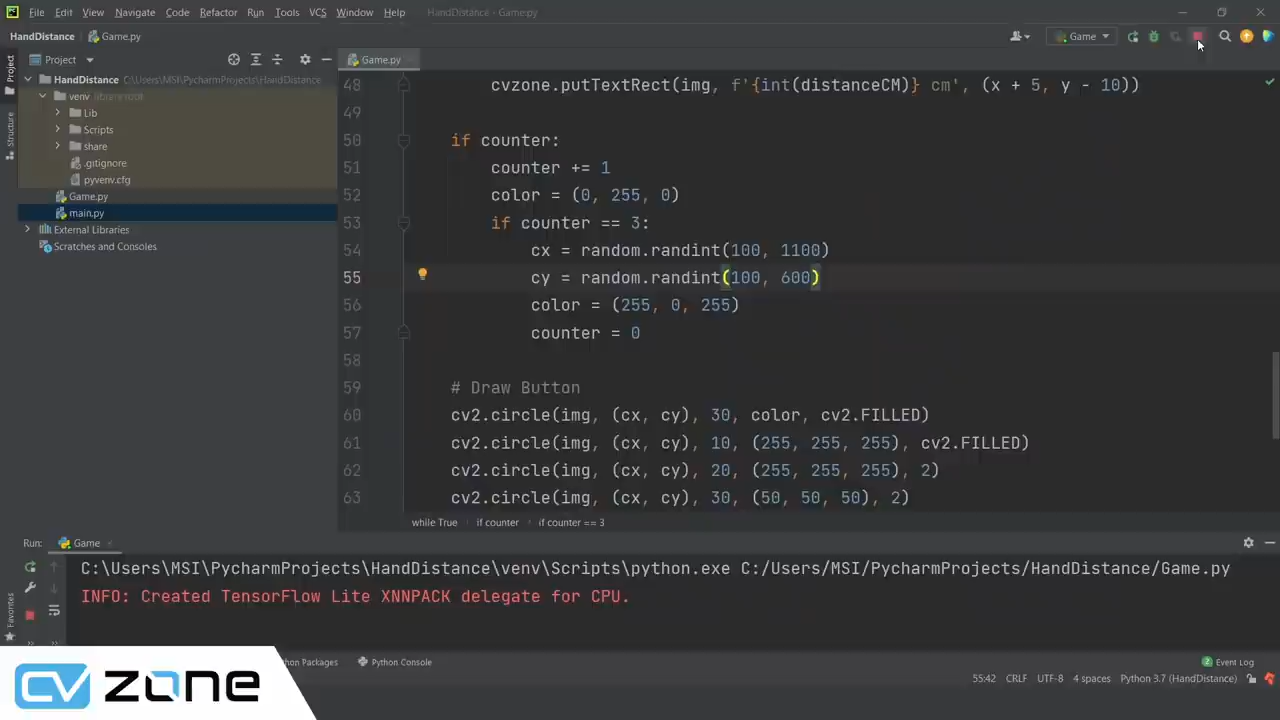 File Edit View Navigate Code Refactor Run Tools VCS Window Help HandDistance - Game.py
HandDistance Game.py Game
Project Game.py
Project
HandDistance C:\Users\MSI\PycharmProjects\HandDistance
venv library root
Lib
Scripts
share
.gitignore
pyvenv.cfg
Game.py
main.py
External Libraries
Scratches and Consoles
Structure
Favorites
48 cvzone.putTextRect(img, f'{int(distanceCM)} cm', (x + 5, y - 10))
49
50 if counter:
51 counter += 1
52 color = (0, 255, 0)
53 if counter == 3:
54 cx = random.randint(100, 1100)
55 cy = random.randint(100, 600)
56 color = (255, 0, 255)
57 counter = 0
58
59 # Draw Button
60 cv2.circle(img, (cx, cy), 30, color, cv2.FILLED)
61 cv2.circle(img, (cx, cy), 10, (255, 255, 255), cv2.FILLED)
62 cv2.circle(img, (cx, cy), 20, (255, 255, 255), 2)
63 cv2.circle(img, (cx, cy), 30, (50, 50, 50), 2)
while True if counter if counter == 3
Run: Game
C:\Users\MSI\PycharmProjects\HandDistance\venv\Scripts\python.exe C:/Users/MSI/PycharmProjects/HandDistance/Game.py
INFO: Created TensorFlow Lite XNNPACK delegate for CPU.
Packages Python Console 2 Event Log
55:42 CRLF UTF-8 4 spaces Python 3.7 (HandDistance)
CVZONE